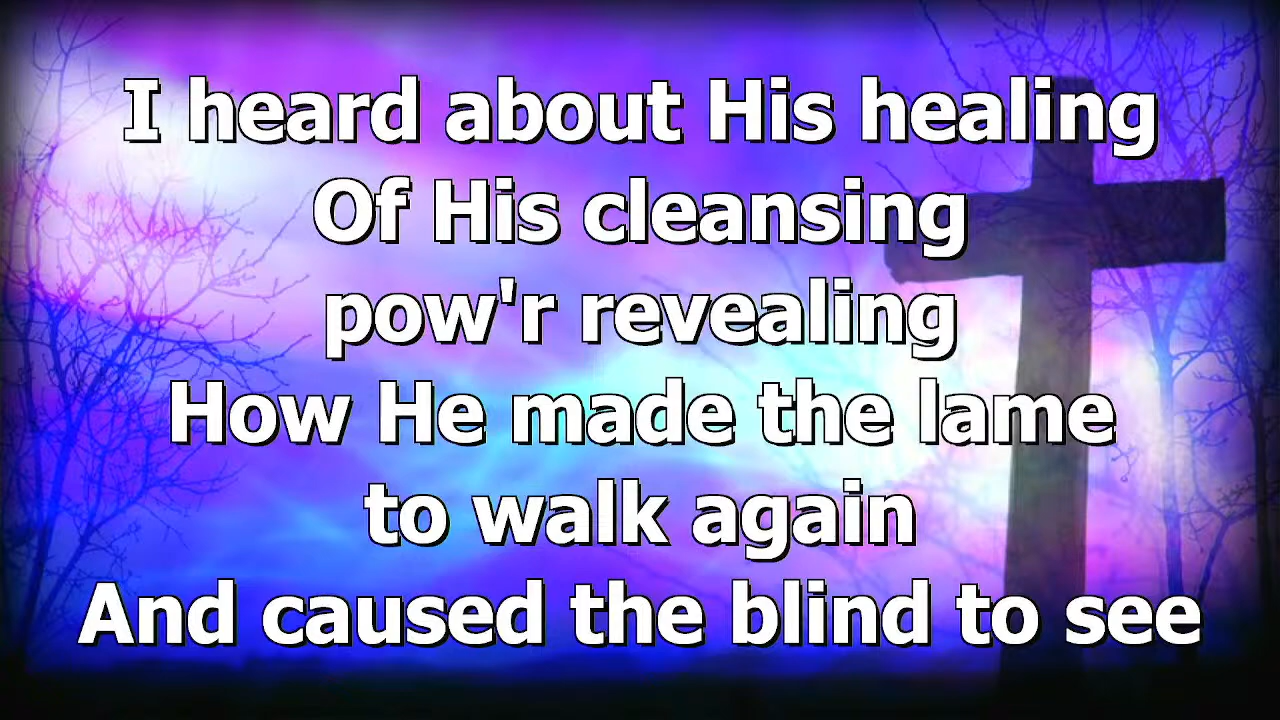 I heard about His healing
Of His cleansing
pow'r revealing
How He made the lame
to walk again
And caused the blind to see